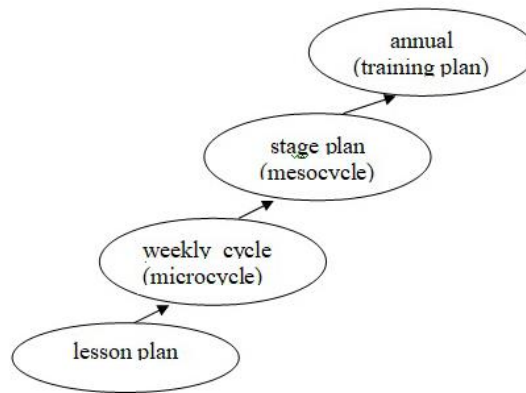 annual
(training plan)
stage plan
(mesocycle)
weekly cycle
(microcycle)
lesson plan